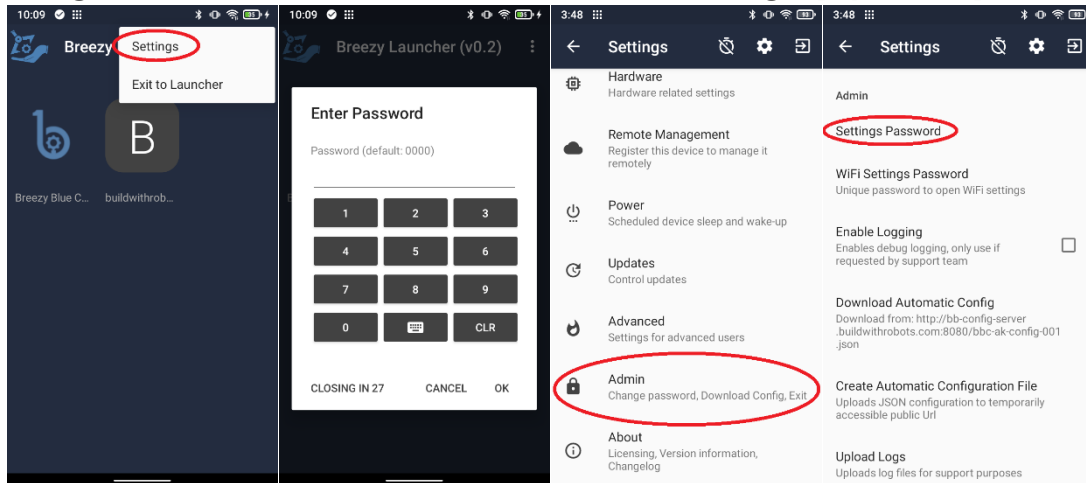 10:09
Breezy
Settings
Exit to Launcher
B
Breezy Blue C...
buildwithrob...
10:09
Breezy Launcher (v0.2)
Enter Password
Password (default: 0000)
1 2 3
4 5 6
7 8 9
0 CLR
CLOSING IN 27 CANCEL OK
3:48
Settings
Hardware
Hardware related settings
Remote Management
Register this device to manage it
remotely
Power
Scheduled device sleep and wake-up
Updates
Control updates
Advanced
Settings for advanced users
Admin
Change password, Download Config, Exit
About
Licensing, Version information,
Changelog
3:48
Settings
Admin
Settings Password
WiFi Settings Password
Unique password to open WiFi settings
Enable Logging
Enables debug logging, only use if
requested by support team
Download Automatic Config
Download from: http://bb-config-server
.buildwithrobots.com:8080/bbc-ak-config-001
.json
Create Automatic Configuration File
Uploads JSON configuration to temporarily
accessible public Url
Upload Logs
Uploads log files for support purposes